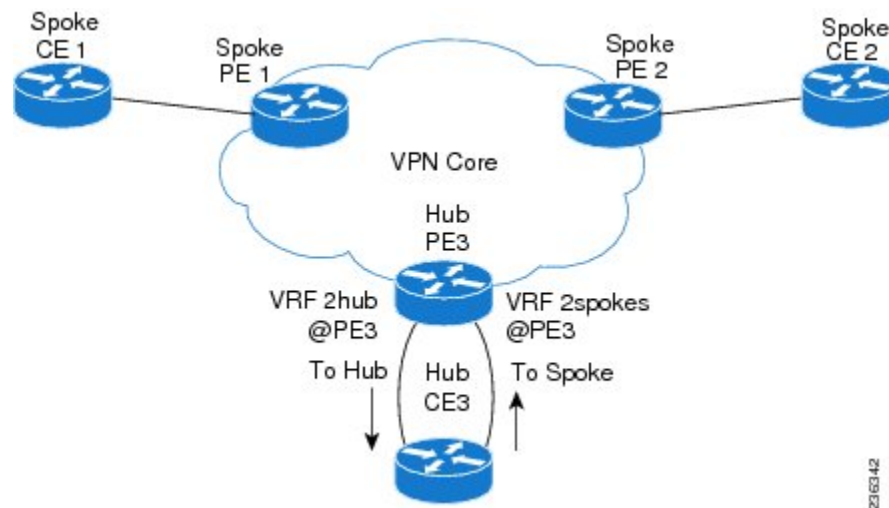 Spoke
CE 1
Spoke
PE 1
Spoke
PE 2
Spoke
CE 2
VPN Core
Hub
PE3
VRF 2hub
@PE3
VRF 2spokes
@PE3
To Hub
Hub
CE3
To Spoke
236342